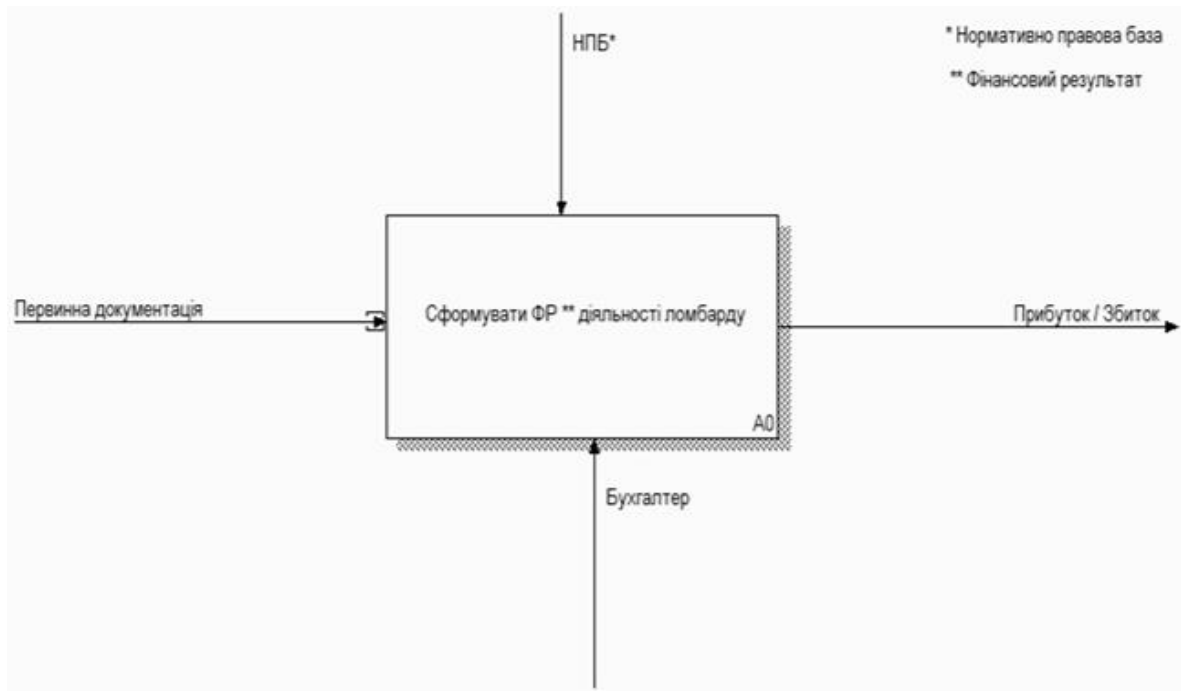 НПБ*
* Нормативно правова база
** Фінансовий результат
Первинна документація
Сформувати ФР ** діяльності ломбарду
Прибуток / Збиток
A0
Бухгалтер